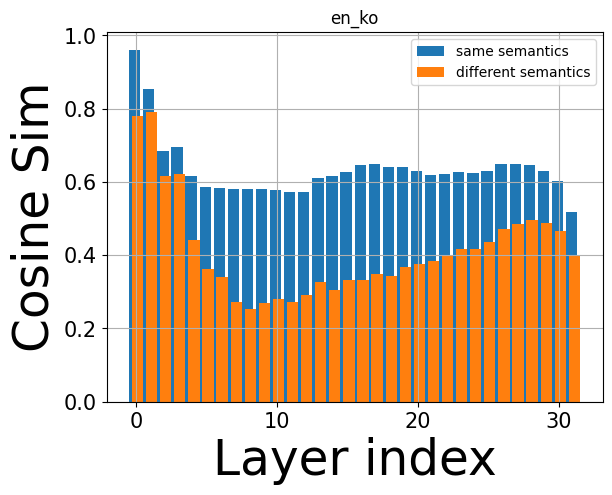 en_ko
same semantics
different semantics
Cosine Sim
1.0
0.8
0.6
0.4
0.2
0.0
0 10 20 30
Layer index